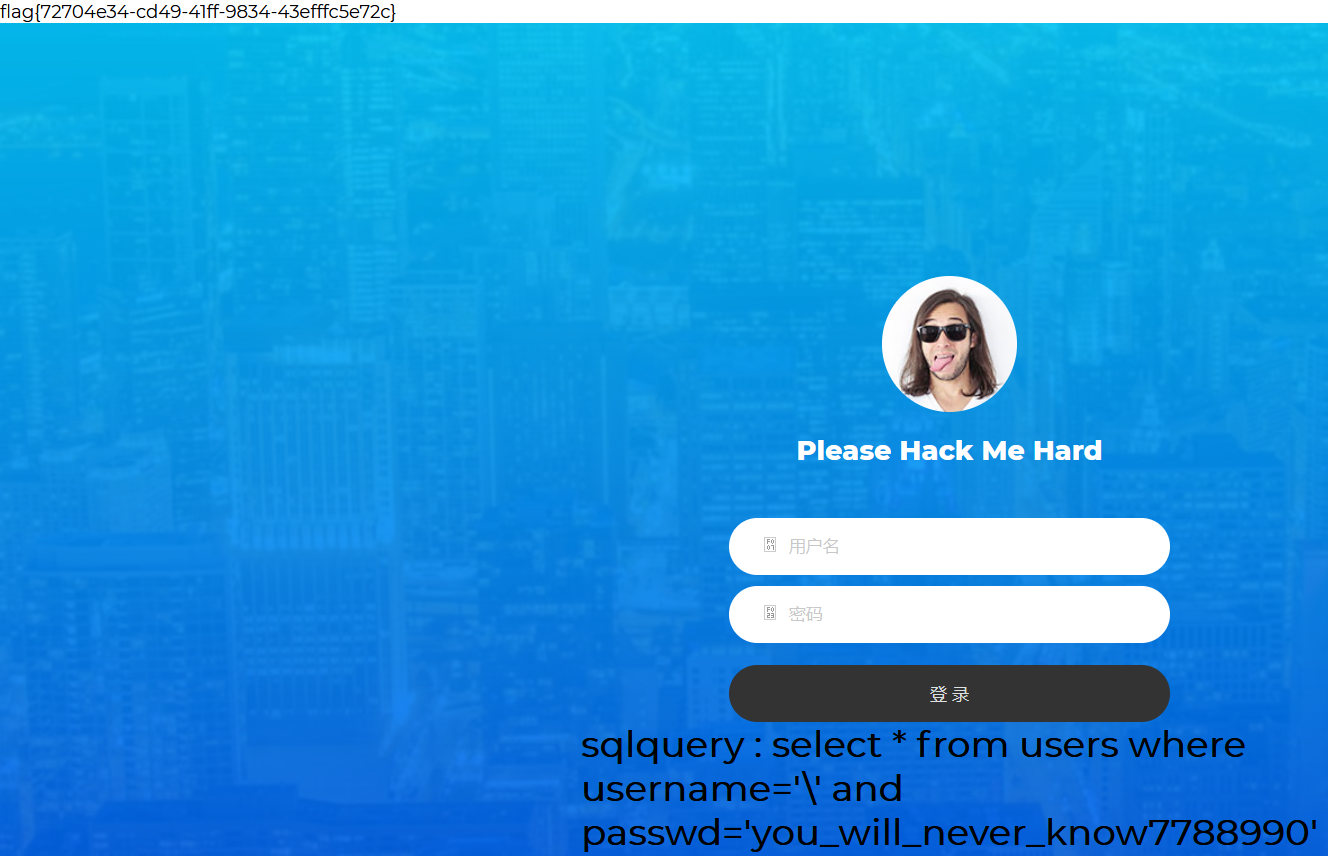 flag{72704e34-cd49-41ff-9834-43efffc5e72c}
Please Hack Me Hard
用户名
密码
登 录
sqlquery : select * from users where
username='\' and
passwd='you_will_never_know7788990'